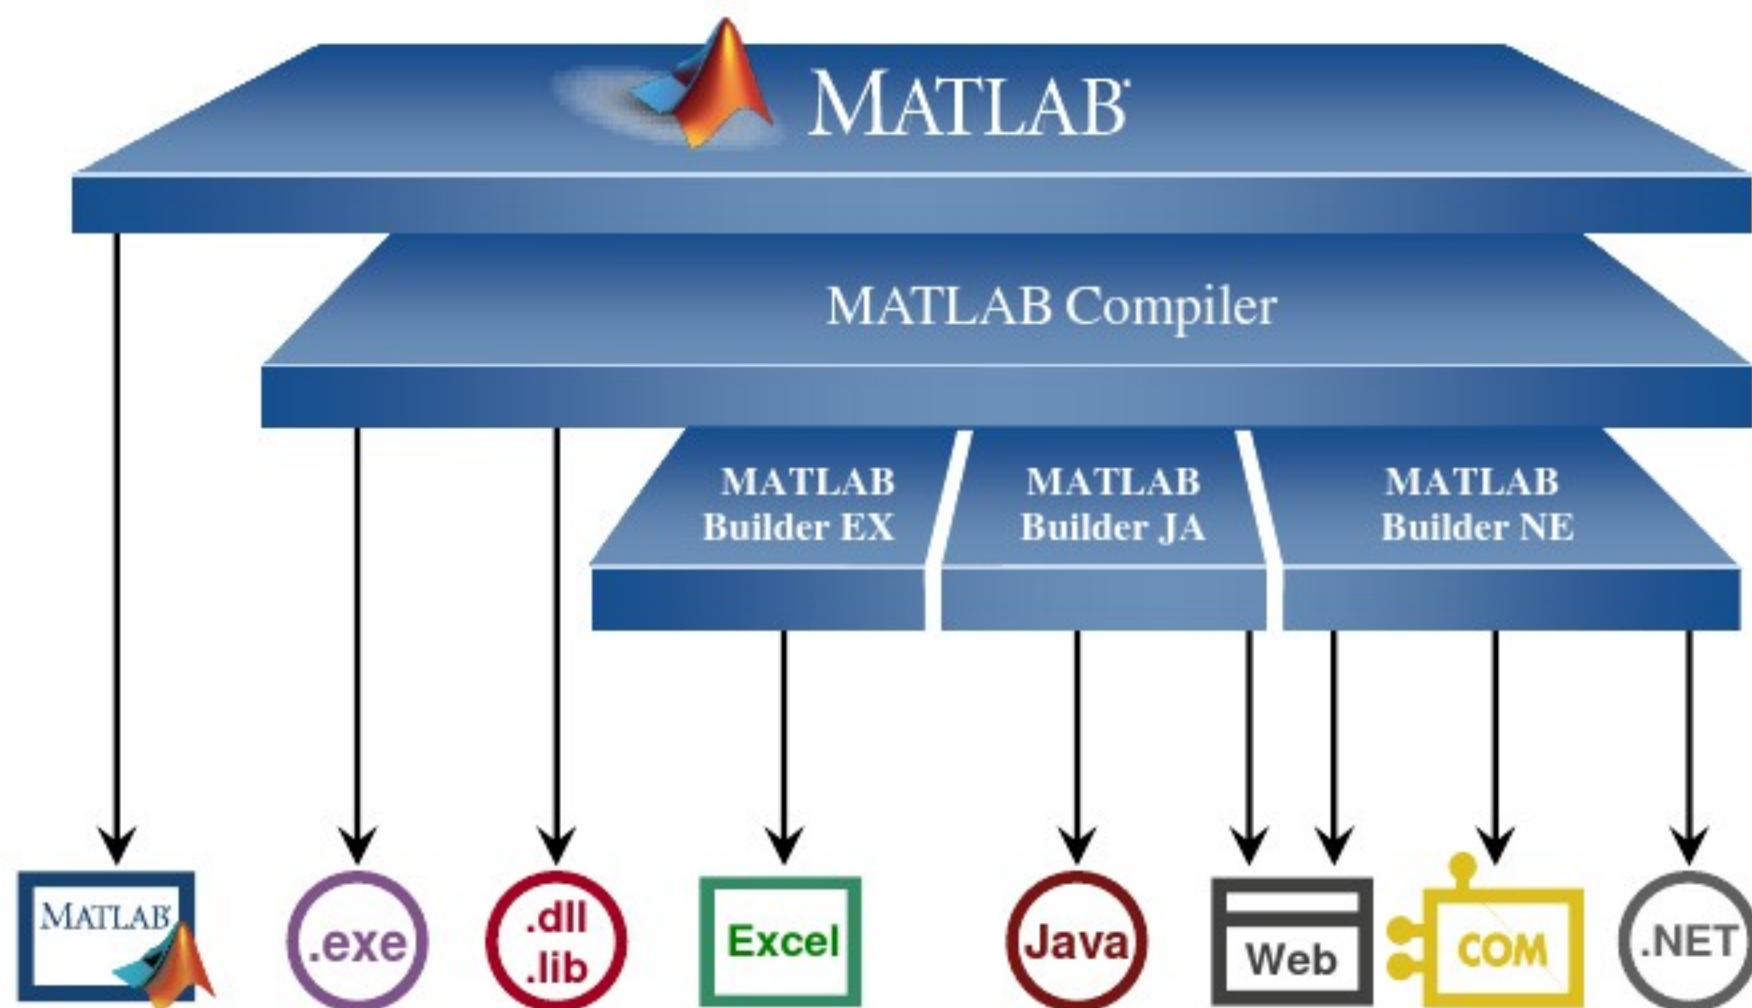 MATLAB
MATLAB Compiler
MATLAB
Builder EX
MATLAB
Builder JA
MATLAB
Builder NE
MATLAB
.exe
.dll
.lib
Excel
Java
Web
COM
.NET